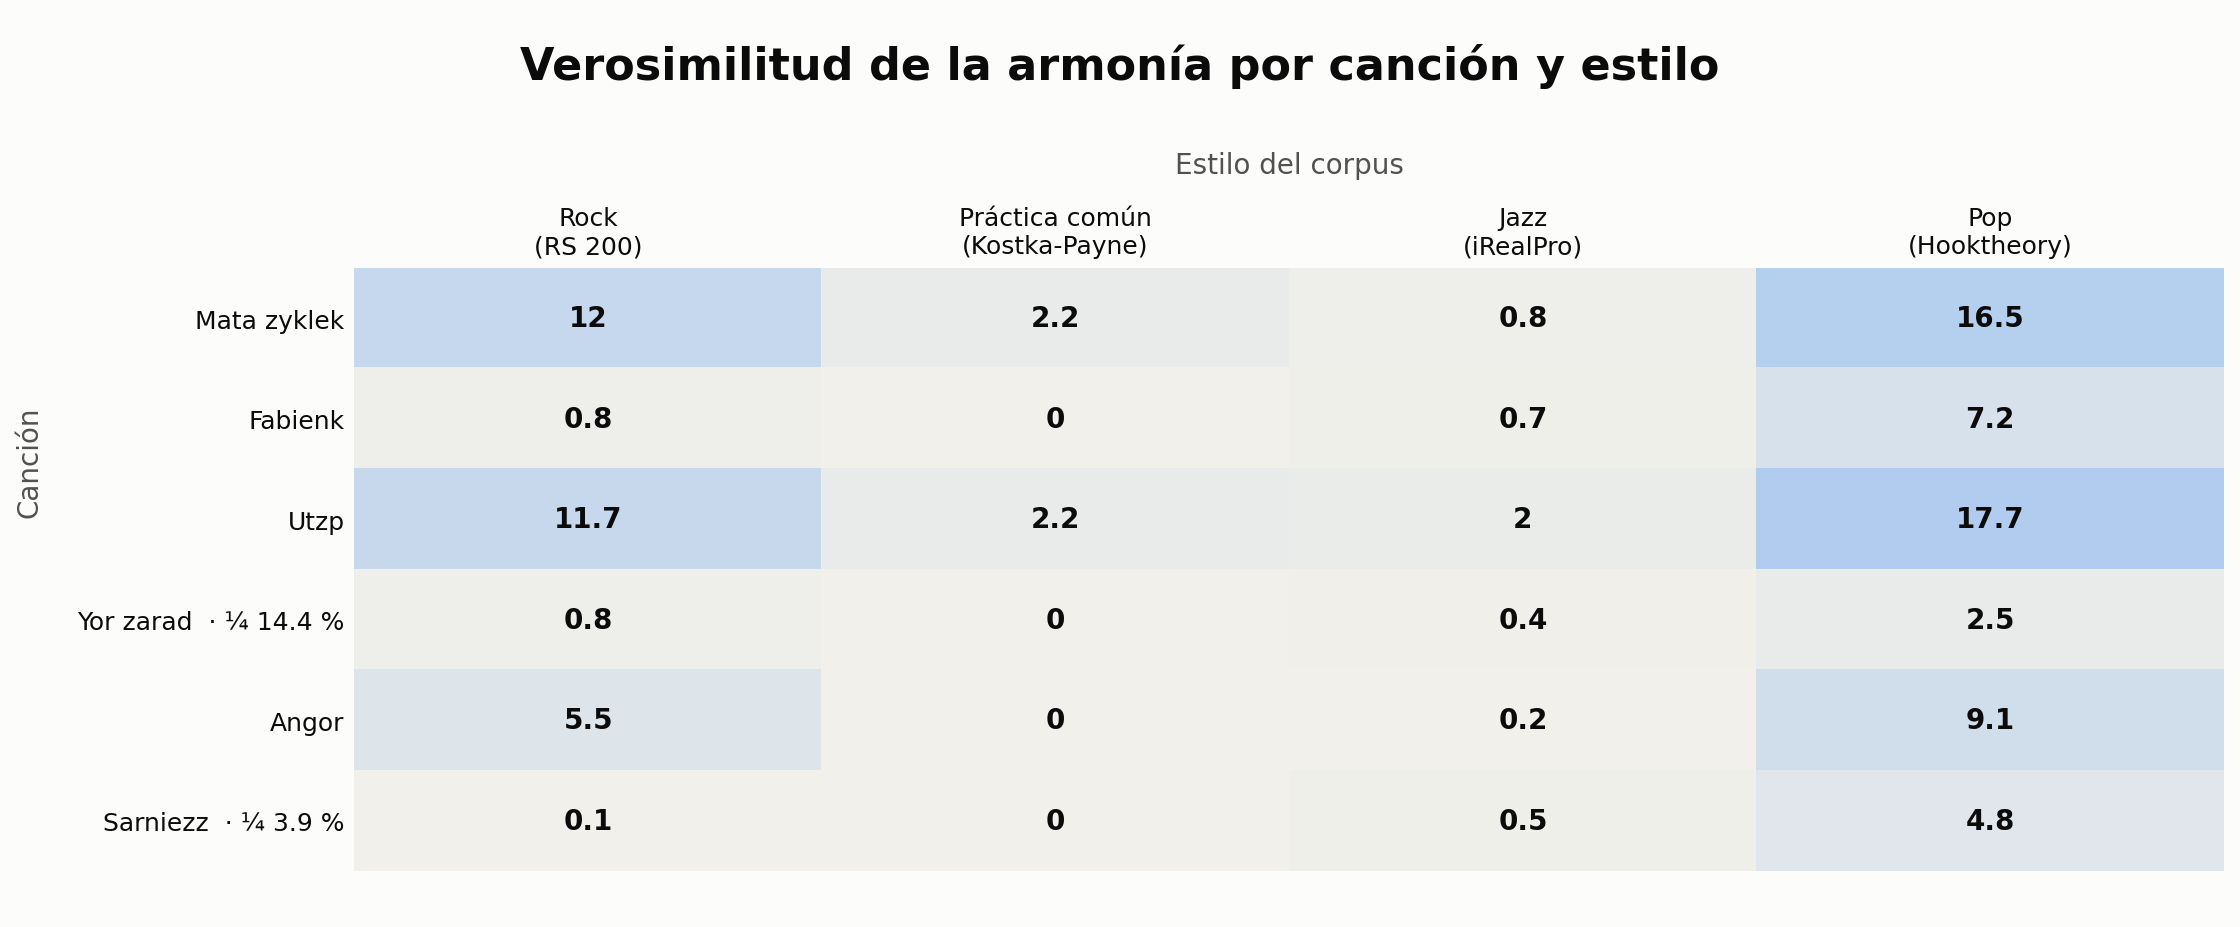 Verosimilitud de la armonía por canción y estilo
Estilo del corpus
Rock (RS 200)
Práctica común (Kostka-Payne)
Jazz (iRealPro)
Pop (Hooktheory)
Canción
Mata zyklek 12 2.2 0.8 16.5
Fabienk 0.8 0 0.7 7.2
Utzp 11.7 2.2 2 17.7
Yor zarad · ¼ 14.4 % 0.8 0 0.4 2.5
Angor 5.5 0 0.2 9.1
Sarniezz · ¼ 3.9 % 0.1 0 0.5 4.8